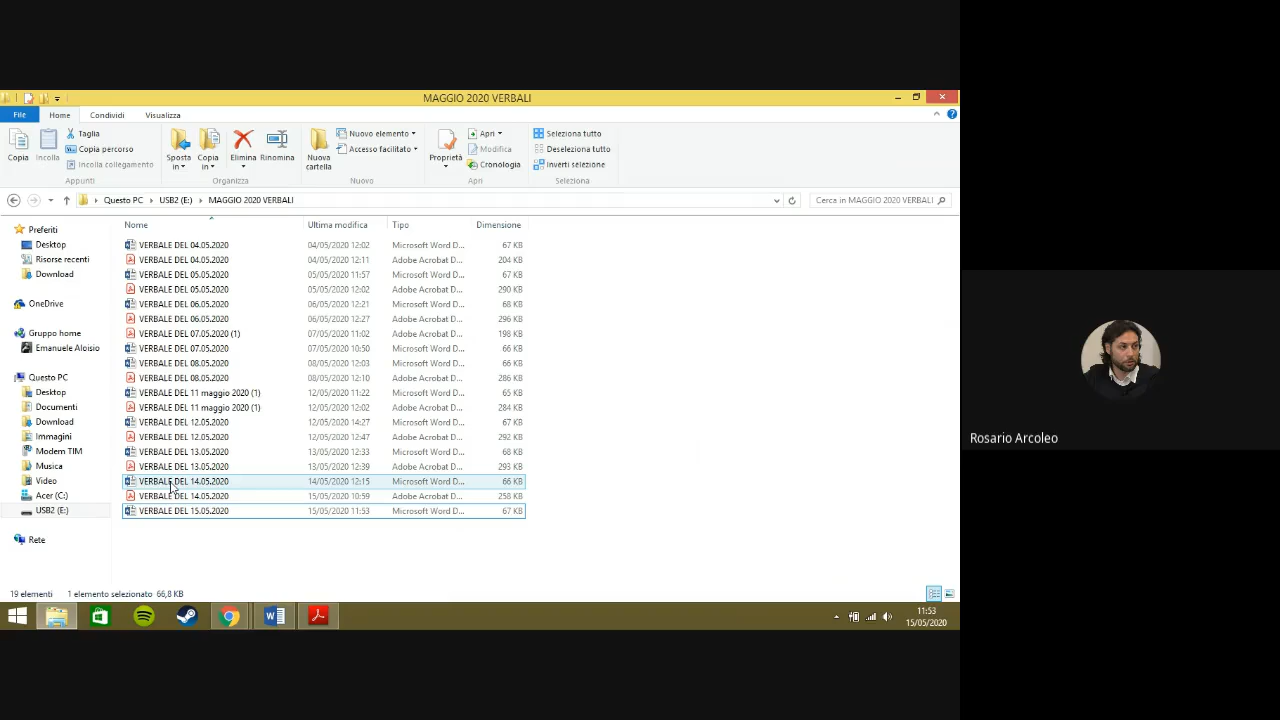 MAGGIO 2020 VERBALI
File Home Condividi Visualizza
Copia Incolla Taglia Copia percorso Incolla collegamento
Sposta in Copia in Elimina Rinomina
Nuova cartella Nuovo elemento Accesso facilitato
Proprietà Apri Modifica Cronologia
Seleziona tutto Deseleziona tutto Inverti selezione
Appunti Organizza Nuovo Apri Seleziona
Questo PC USB2 (E:) MAGGIO 2020 VERBALI Cerca in MAGGIO 2020 VERBALI
Preferiti
Desktop
Risorse recenti
Download
OneDrive
Gruppo home
Emanuele Aloisio
Questo PC
Desktop
Documenti
Download
Immagini
Modem TIM
Musica
Video
Acer (C:)
USB2 (E:)
Rete
Nome Ultima modifica Tipo Dimensione
VERBALE DEL 04.05.2020 04/05/2020 12:02 Microsoft Word D... 67 KB
VERBALE DEL 04.05.2020 04/05/2020 12:11 Adobe Acrobat D... 204 KB
VERBALE DEL 05.05.2020 05/05/2020 11:57 Microsoft Word D... 67 KB
VERBALE DEL 05.05.2020 05/05/2020 12:02 Adobe Acrobat D... 290 KB
VERBALE DEL 06.05.2020 06/05/2020 12:21 Microsoft Word D... 68 KB
VERBALE DEL 06.05.2020 06/05/2020 12:27 Adobe Acrobat D... 296 KB
VERBALE DEL 07.05.2020 (1) 07/05/2020 11:02 Adobe Acrobat D... 198 KB
VERBALE DEL 07.05.2020 07/05/2020 10:50 Microsoft Word D... 66 KB
VERBALE DEL 08.05.2020 08/05/2020 12:03 Microsoft Word D... 66 KB
VERBALE DEL 08.05.2020 08/05/2020 12:10 Adobe Acrobat D... 286 KB
VERBALE DEL 11 maggio 2020 (1) 12/05/2020 11:22 Microsoft Word D... 65 KB
VERBALE DEL 11 maggio 2020 (1) 12/05/2020 12:02 Adobe Acrobat D... 284 KB
VERBALE DEL 12.05.2020 12/05/2020 14:27 Microsoft Word D... 67 KB
VERBALE DEL 12.05.2020 12/05/2020 12:47 Adobe Acrobat D... 292 KB
VERBALE DEL 13.05.2020 13/05/2020 12:33 Microsoft Word D... 66 KB
VERBALE DEL 13.05.2020 13/05/2020 12:39 Adobe Acrobat D... 293 KB
VERBALE DEL 14.05.2020 14/05/2020 12:15 Microsoft Word D... 66 KB
VERBALE DEL 14.05.2020 15/05/2020 10:59 Adobe Acrobat D... 258 KB
VERBALE DEL 15.05.2020 15/05/2020 11:53 Microsoft Word D... 67 KB
19 elementi 1 elemento selezionato 66,8 KB
11:53
15/05/2020
Rosario Arcoleo